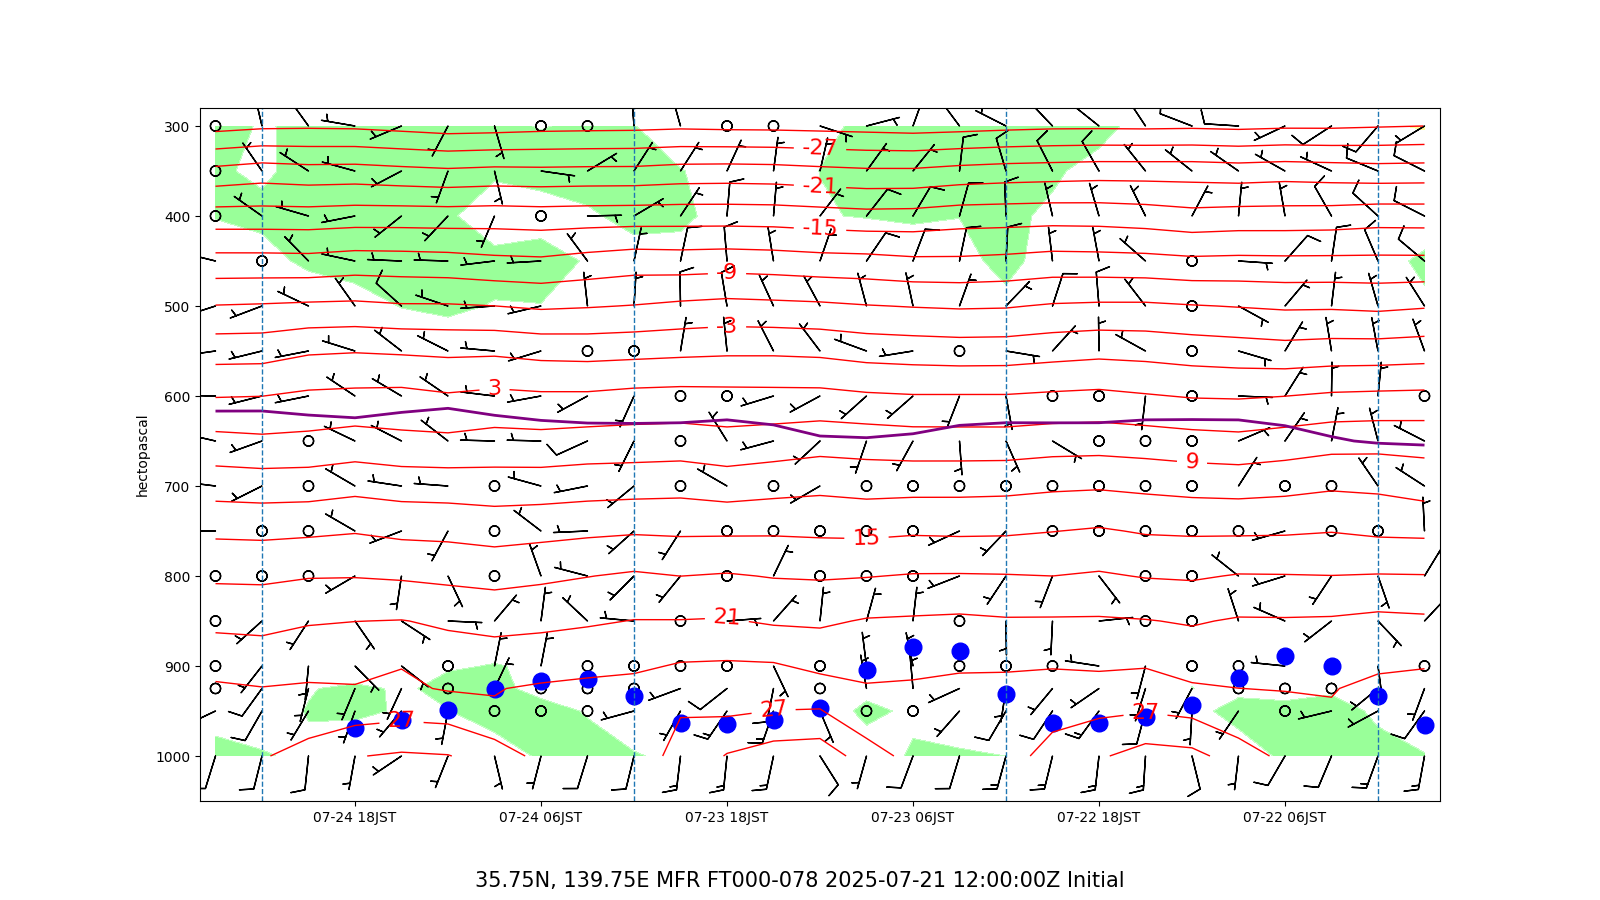 300
400
500
600
700
800
900
1000
hectopascal
-27
-21
-15
-9
-3
3
9
15
21
27
27
27
07-24 18JST
07-24 06JST
07-23 18JST
07-23 06JST
07-22 18JST
07-22 06JST
35.75N, 139.75E MFR FT000-078 2025-07-21 12:00:00Z Initial